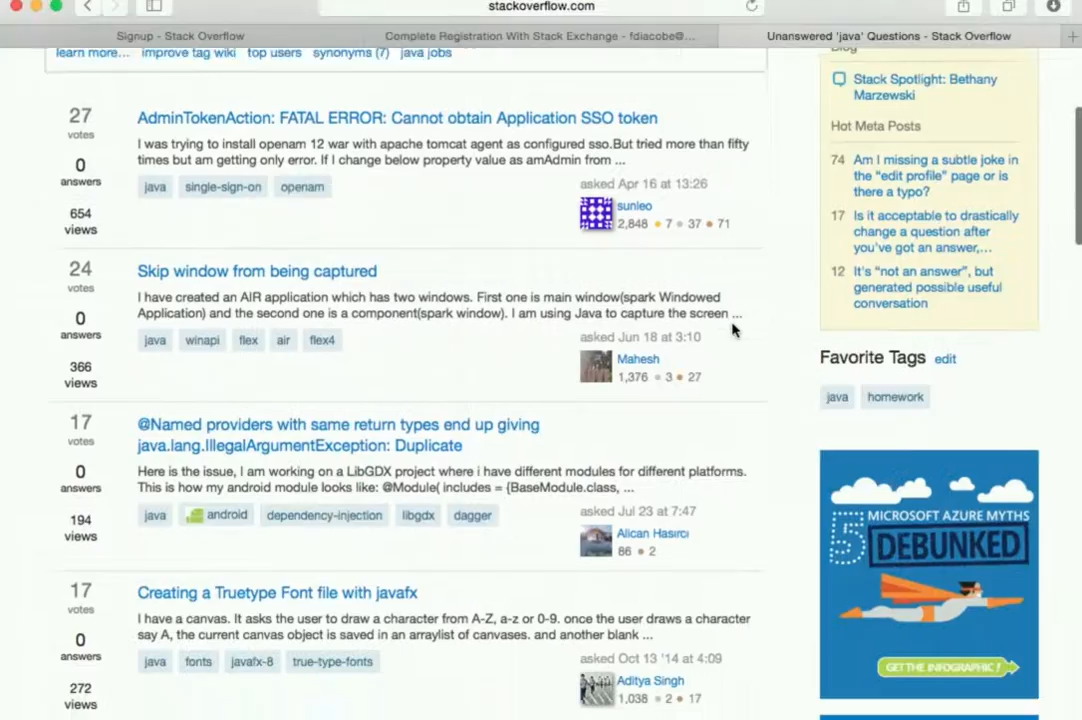 stackoverflow.com
Signup - Stack Overflow
Complete Registration With Stack Exchange - fdiacobe@...
Unanswered 'java' Questions - Stack Overflow
learn more... improve tag wiki top users synonyms (7) java jobs
27
votes
0
answers
654
views
AdminTokenAction: FATAL ERROR: Cannot obtain Application SSO token
I was trying to install openam 12 war with apache tomcat agent as configured sso.But tried more than fifty
times but am getting only error. If I change below property value as amAdmin from ...
java single-sign-on openam
asked Apr 16 at 13:26
sunleo
2,848 7 37 71
24
votes
0
answers
366
views
Skip window from being captured
I have created an AIR application which has two windows. First one is main window(spark Windowed
Application) and the second one is a component(spark window). I am using Java to capture the screen ...
java winapi flex air flex4
asked Jun 18 at 3:10
Mahesh
1,376 3 27
17
votes
0
answers
194
views
@Named providers with same return types end up giving
java.lang.IllegalArgumentException: Duplicate
Here is the issue, I am working on a LibGDX project where i have different modules for different platforms.
This is how my android module looks like: @Module( includes = {BaseModule.class, ...
java android dependency-injection libgdx dagger
asked Jul 23 at 7:47
Alican Hasırcı
86 2
17
votes
0
answers
272
views
Creating a Truetype Font file with javafx
I have a canvas. It asks the user to draw a character from A-Z, a-z or 0-9. once the user draws a character
say A, the current canvas object is saved in an arraylist of canvases. and another blank ...
java fonts javafx-8 true-type-fonts
asked Oct 13 '14 at 4:09
Aditya Singh
1,038 2 17
Blog
Stack Spotlight: Bethany
Marzewski
Hot Meta Posts
74 Am I missing a subtle joke in
the "edit profile" page or is
there a typo?
17 Is it acceptable to drastically
change a question after
you've got an answer,...
12 It's "not an answer", but
generated possible useful
conversation
Favorite Tags edit
java homework
5 MICROSOFT AZURE MYTHS
DEBUNKED
GET THE INFOGRAPHIC!